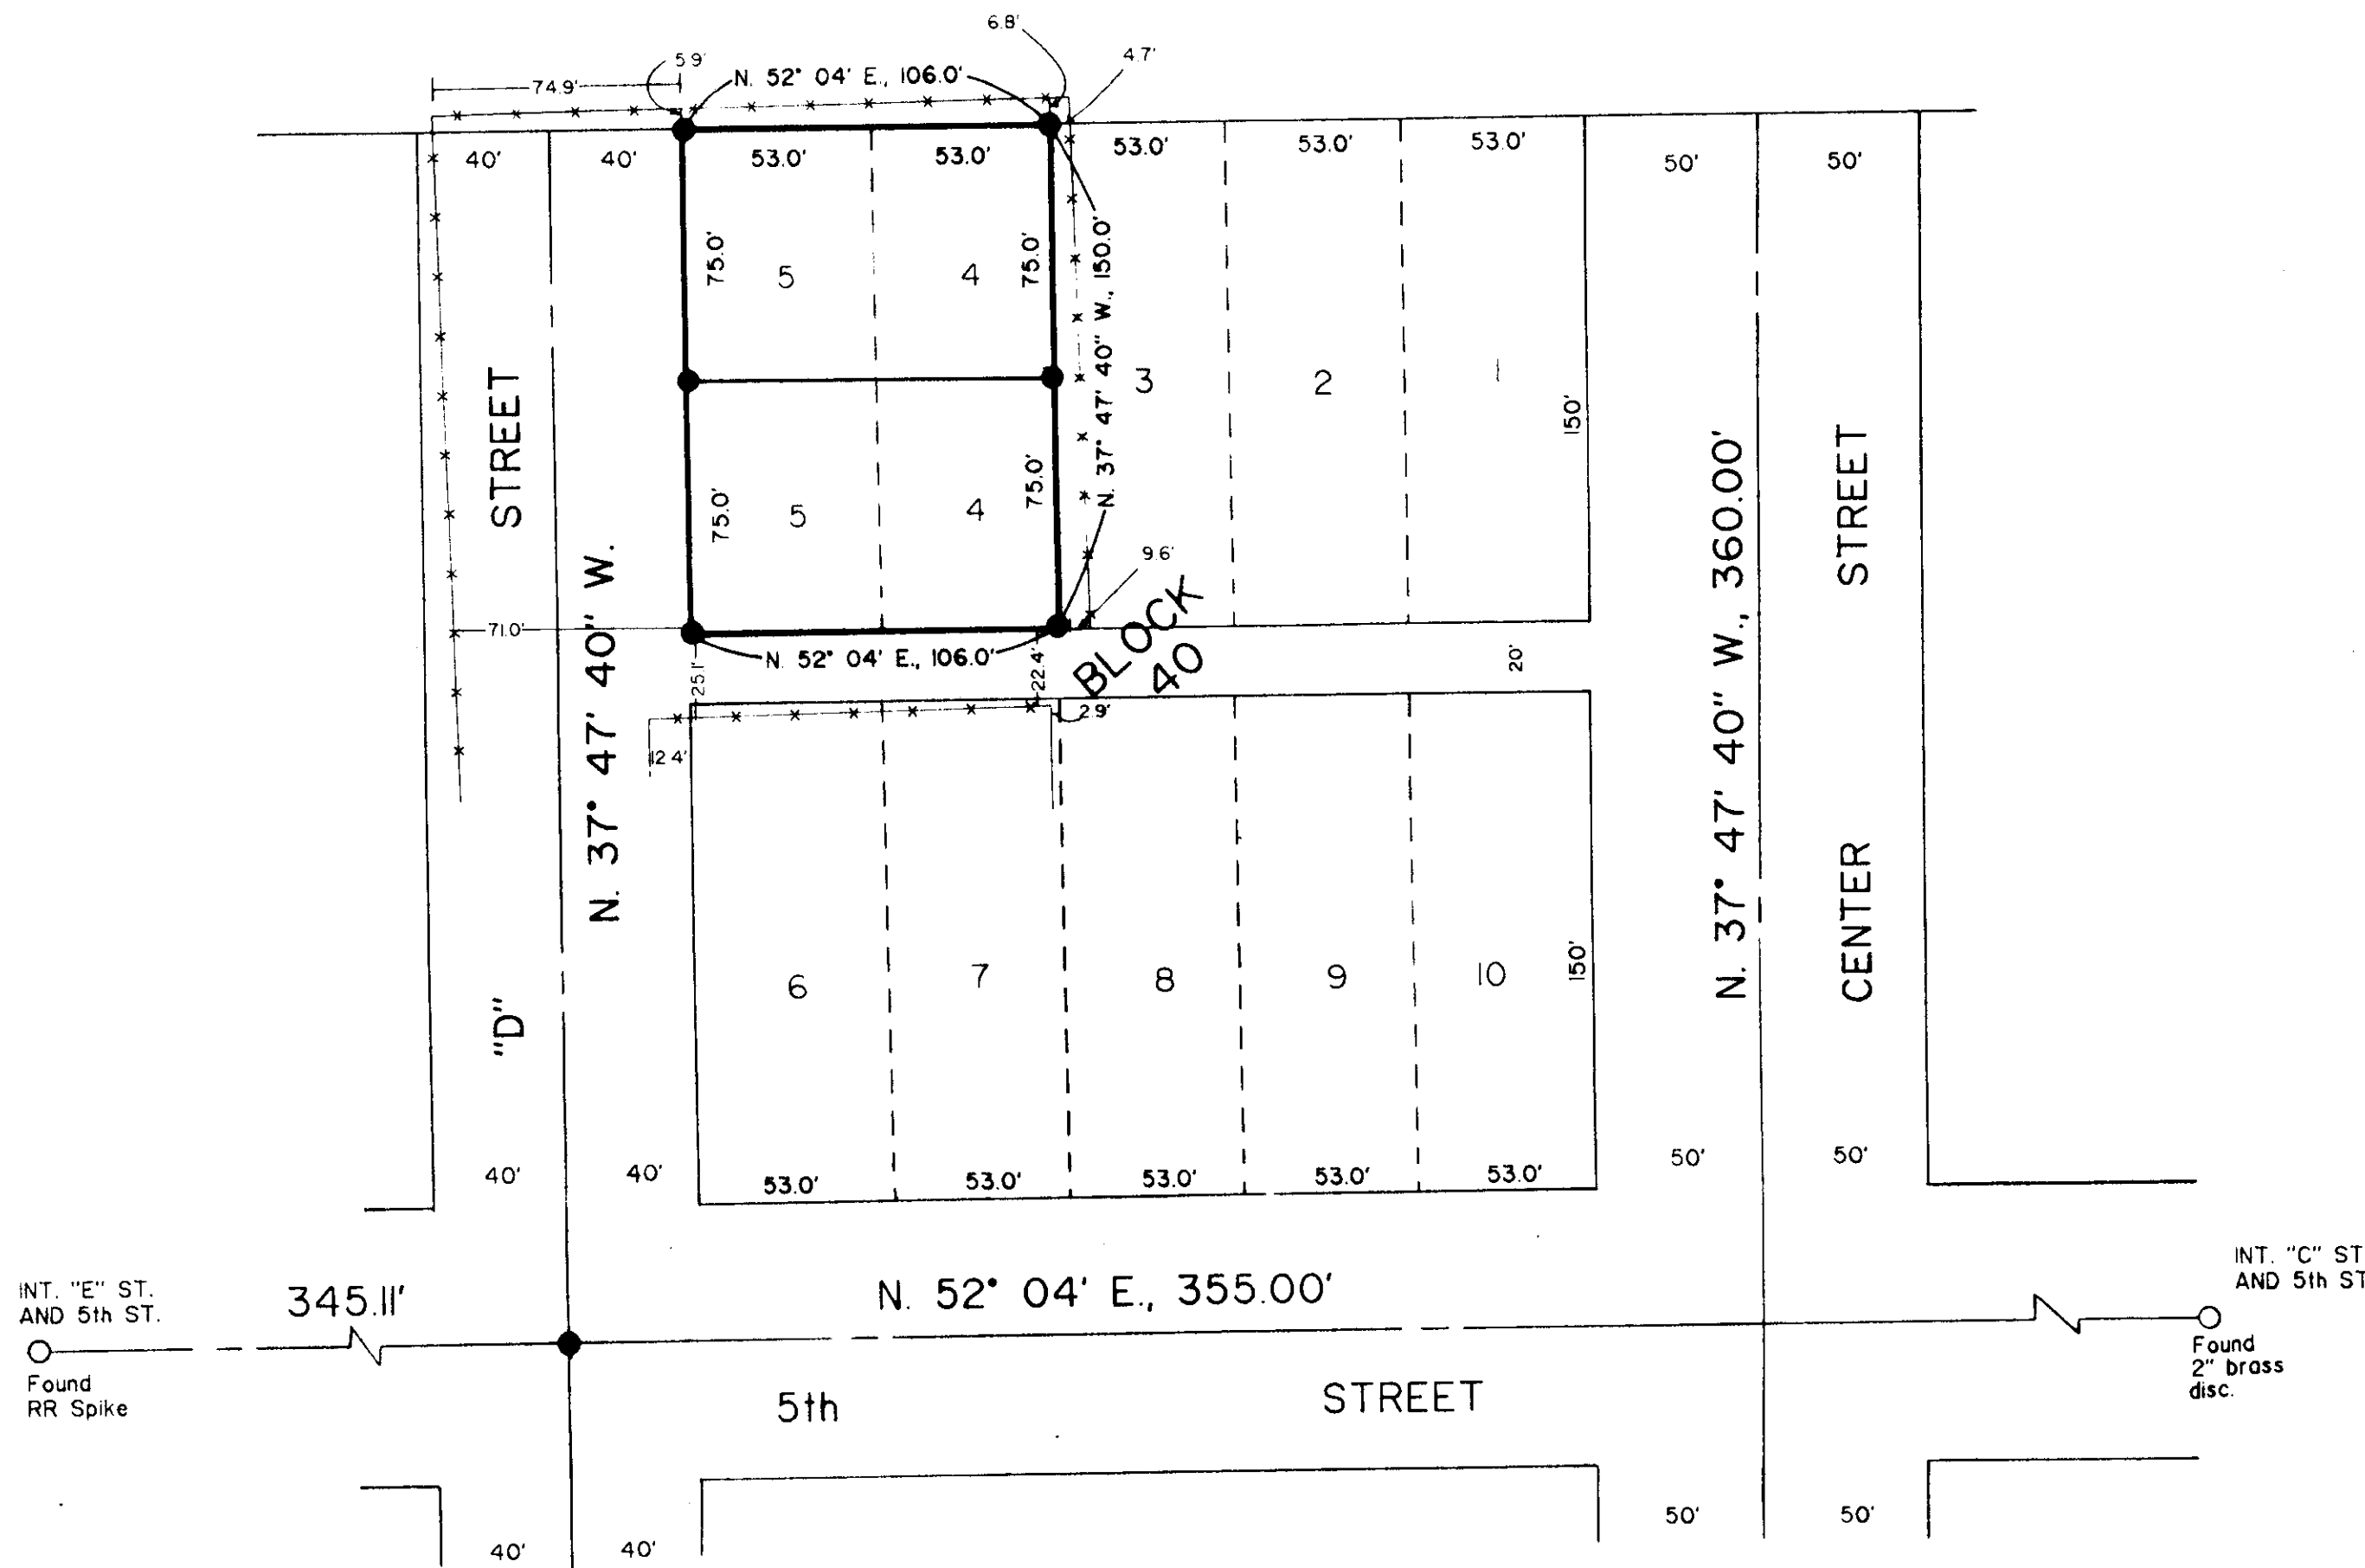 6.8'
5.9'
4.7'
74.9'
N. 52° 04' E., 106.0'
40'
40'
53.0'
53.0'
53.0'
53.0'
53.0'
50'
50'
75.0'
5
4
75.0'
N. 37° 47' 40" W., 150.0'
3
2
1
150'
STREET
75.0'
5
4
75.0'
9.6'
N. 37° 47' 40" W.
N. 37° 47' 40" W., 360.00'
STREET
CENTER
71.0'
N. 52° 04' E., 106.0'
25.1'
22.4'
BLOCK
40
20'
2.9'
12.4'
"D"
6
7
8
9
10
150'
40'
40'
53.0'
53.0'
53.0'
53.0'
53.0'
50'
50'
INT. "E" ST.
AND 5th ST.
345.11'
N. 52° 04' E., 355.00'
INT. "C" ST
AND 5th ST
Found
RR Spike
Found
2" brass
disc.
5th
STREET
40'
40'
50'
50'